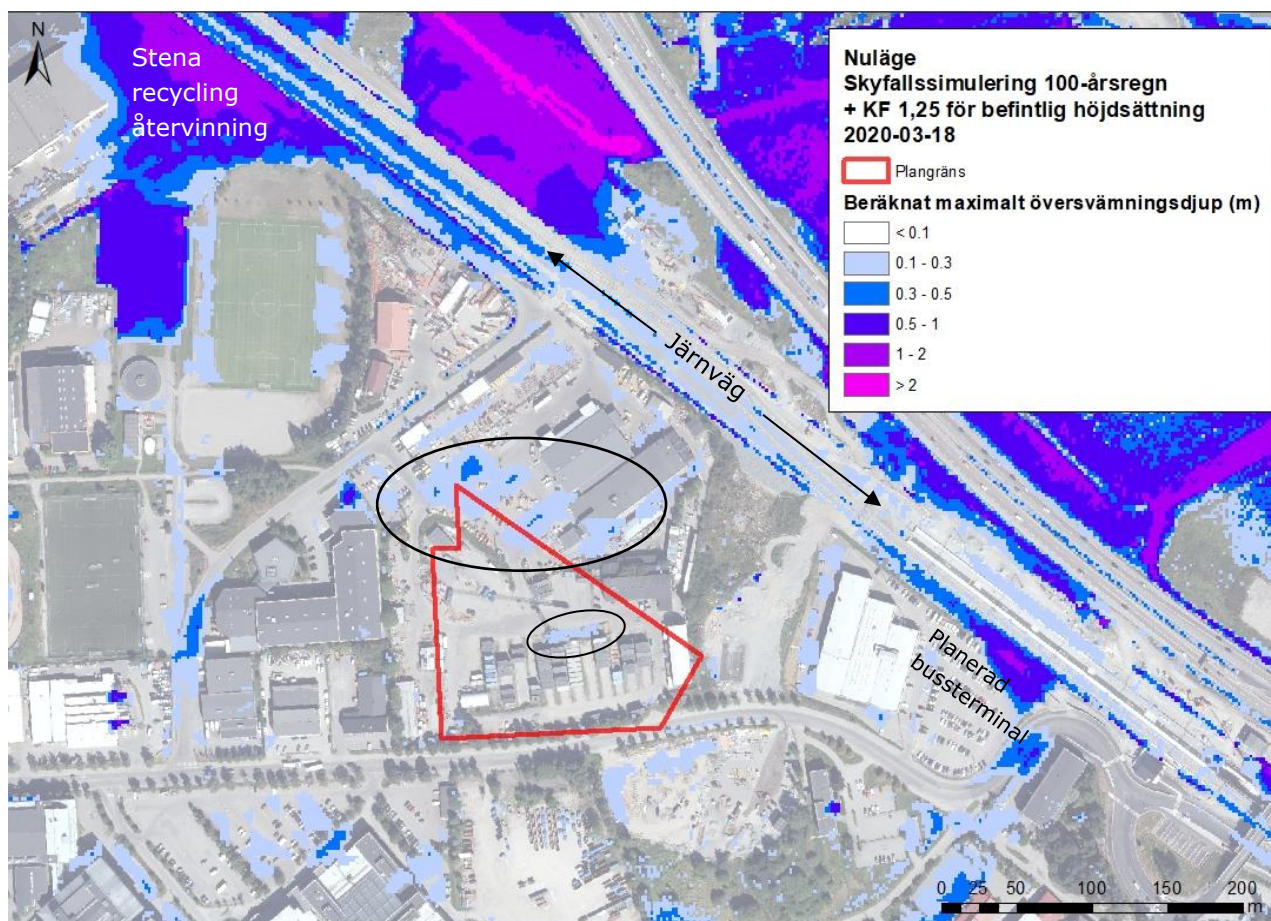 N
Stena
recycling
återvinning
Nuläge
Skyfallssimulering 100-årsregn
+ KF 1,25 för befintlig höjdsättning
2020-03-18
Plangräns
Beräknat maximalt översvämningsdjup (m)
< 0.1
0.1 - 0.3
0.3 - 0.5
0.5 - 1
1 - 2
> 2
Järnväg
Planerad
bussterminal
0 25 50 100 150 200
m